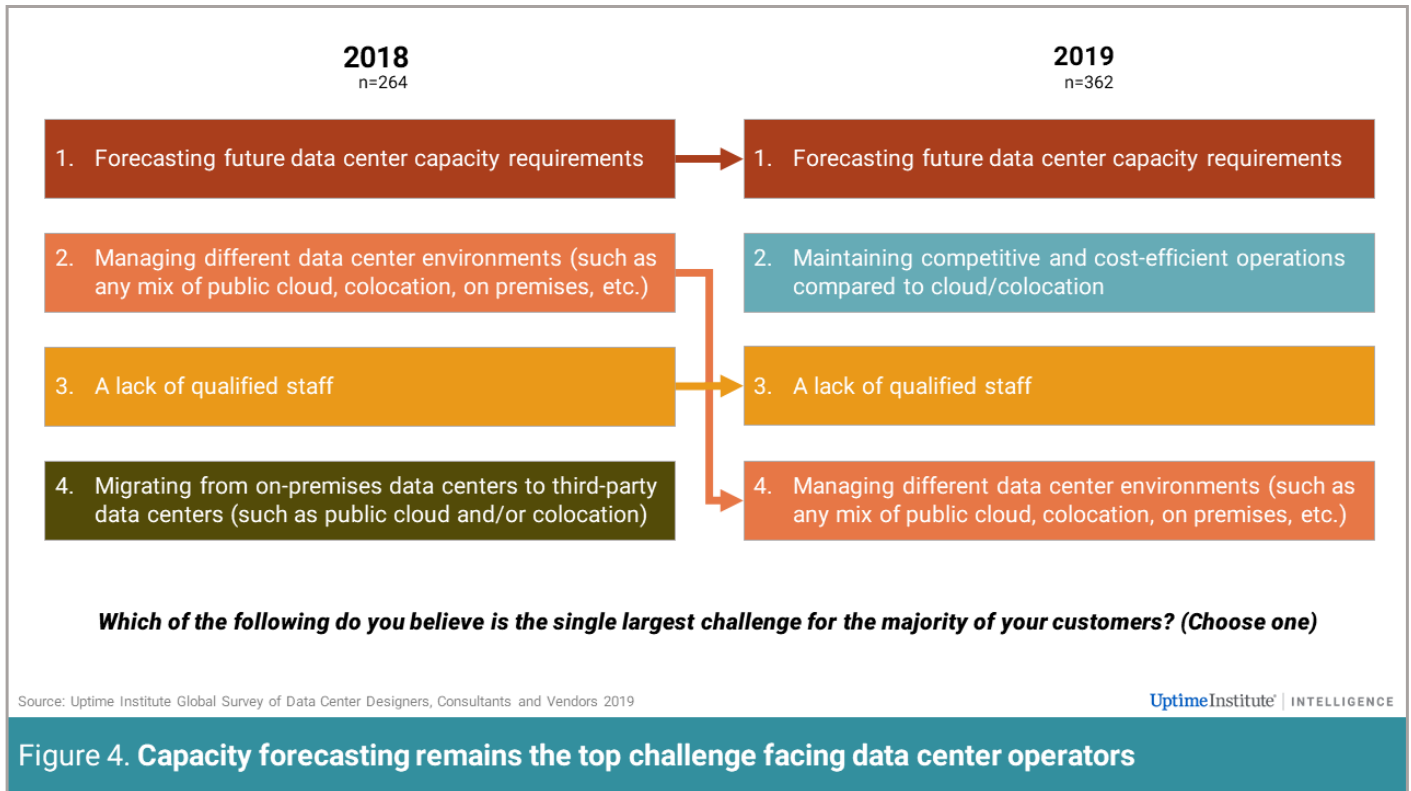 2018
n=264
2019
n=362
1. Forecasting future data center capacity requirements
1. Forecasting future data center capacity requirements
2. Managing different data center environments (such as
any mix of public cloud, colocation, on premises, etc.)
2. Maintaining competitive and cost-efficient operations
compared to cloud/colocation
3. A lack of qualified staff
3. A lack of qualified staff
4. Migrating from on-premises data centers to third-party
data centers (such as public cloud and/or colocation)
4. Managing different data center environments (such as
any mix of public cloud, colocation, on premises, etc.)
Which of the following do you believe is the single largest challenge for the majority of your customers? (Choose one)
Source: Uptime Institute Global Survey of Data Center Designers, Consultants and Vendors 2019
UptimeInstitute® | INTELLIGENCE
Figure 4. Capacity forecasting remains the top challenge facing data center operators